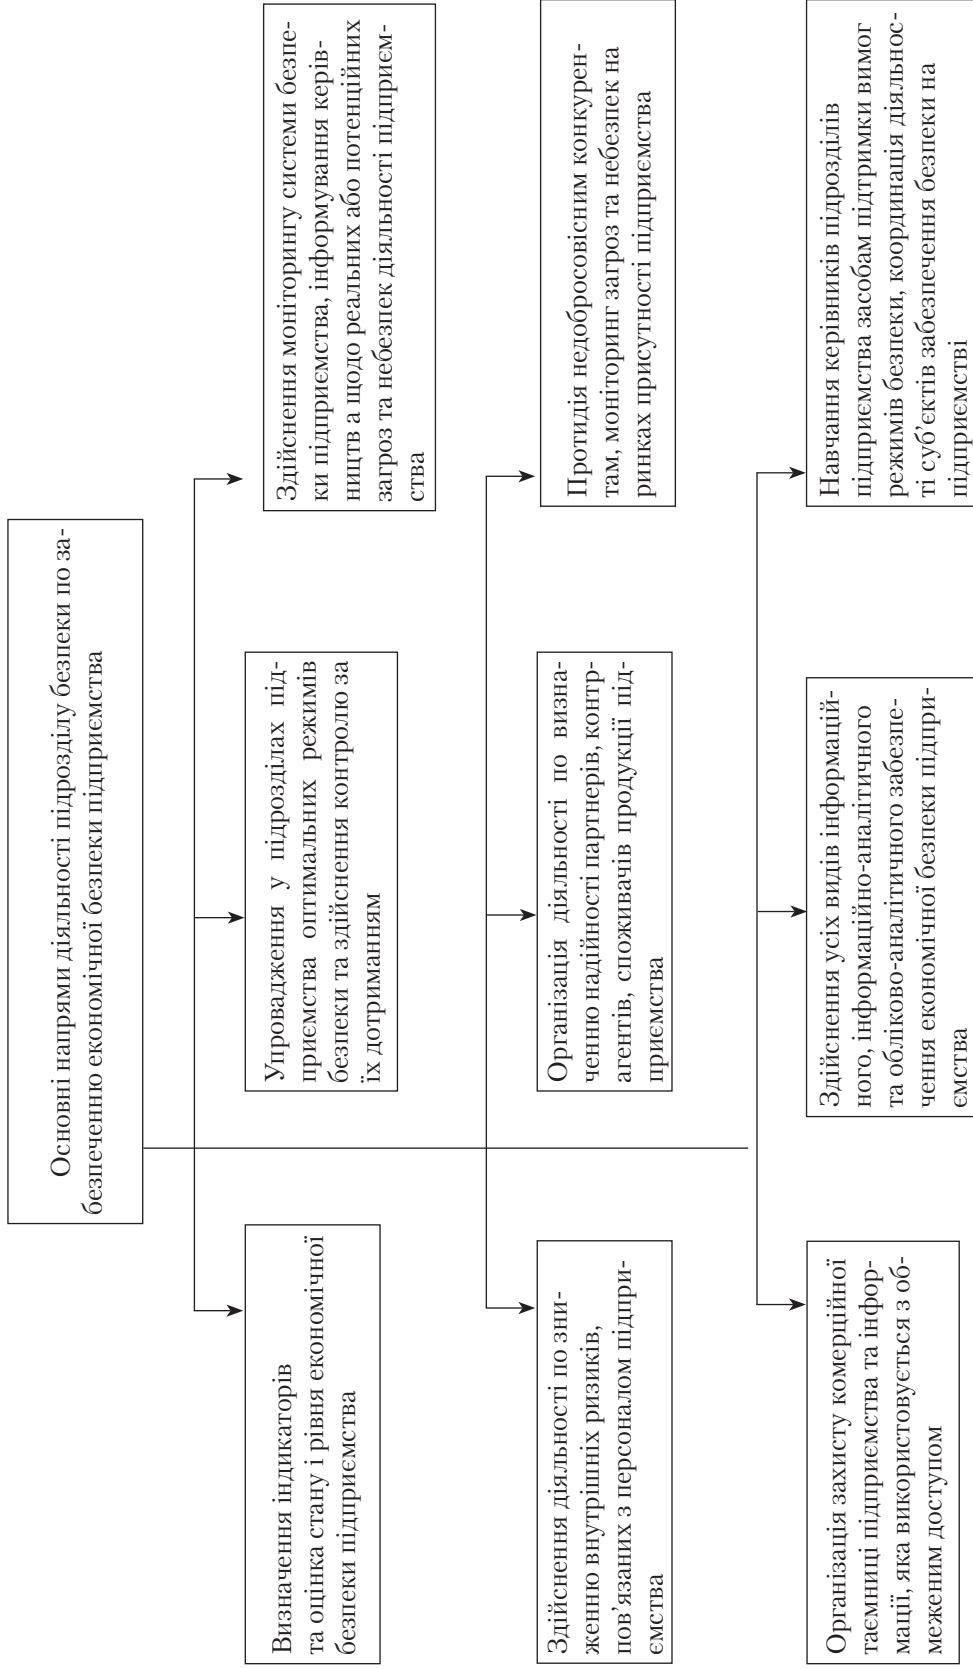 Основні напрями діяльності підрозділу безпеки по за-
безпеченню економічної безпеки підприємства
Визначення індикаторів
та оцінка стану і рівня економічної
безпеки підприємства
Упровадження у підрозділах під-
приємства оптимальних режимів
безпеки та здійснення контролю за
їх дотриманням
Здійснення моніторингу системи безпе-
ки підприємства, інформування керів-
ництв а щодо реальних або потенційних
загроз та небезпек діяльності підприєм-
ства
Здійснення діяльності по зни-
женню внутрішніх ризиків,
пов’язаних з персоналом підпри-
ємства
Організація діяльності по визна-
ченню надійності партнерів, контр-
агентів, споживачів продукції під-
приємства
Протидія недобросовісним конкурен-
там, моніторинг загроз та небезпек на
ринках присутності підприємства
Організація захисту комерційної
таємниці підприємства та інфор-
мації, яка використовується з об-
меженим доступом
Здійснення усіх видів інформацій-
ного, інформаційно-аналітичного
та обліково-аналітичного забезпе-
чення економічної безпеки підпри-
ємства
Навчання керівників підрозділів
підприємства засобам підтримки вимог
режимів безпеки, координація діяльнос-
ті суб’єктів забезпечення безпеки на
підприємстві